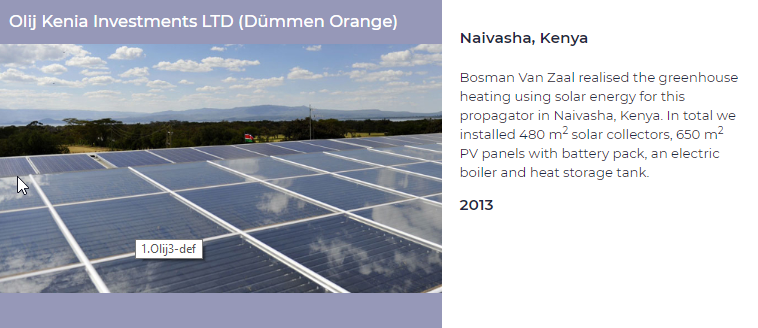 Olij Kenia Investments LTD (Dümmen Orange)
1.Olij3-def
Naivasha, Kenya
Bosman Van Zaal realised the greenhouse
heating using solar energy for this
propagator in Naivasha, Kenya. In total we
installed 480 m² solar collectors, 650 m²
PV panels with battery pack, an electric
boiler and heat storage tank.
2013